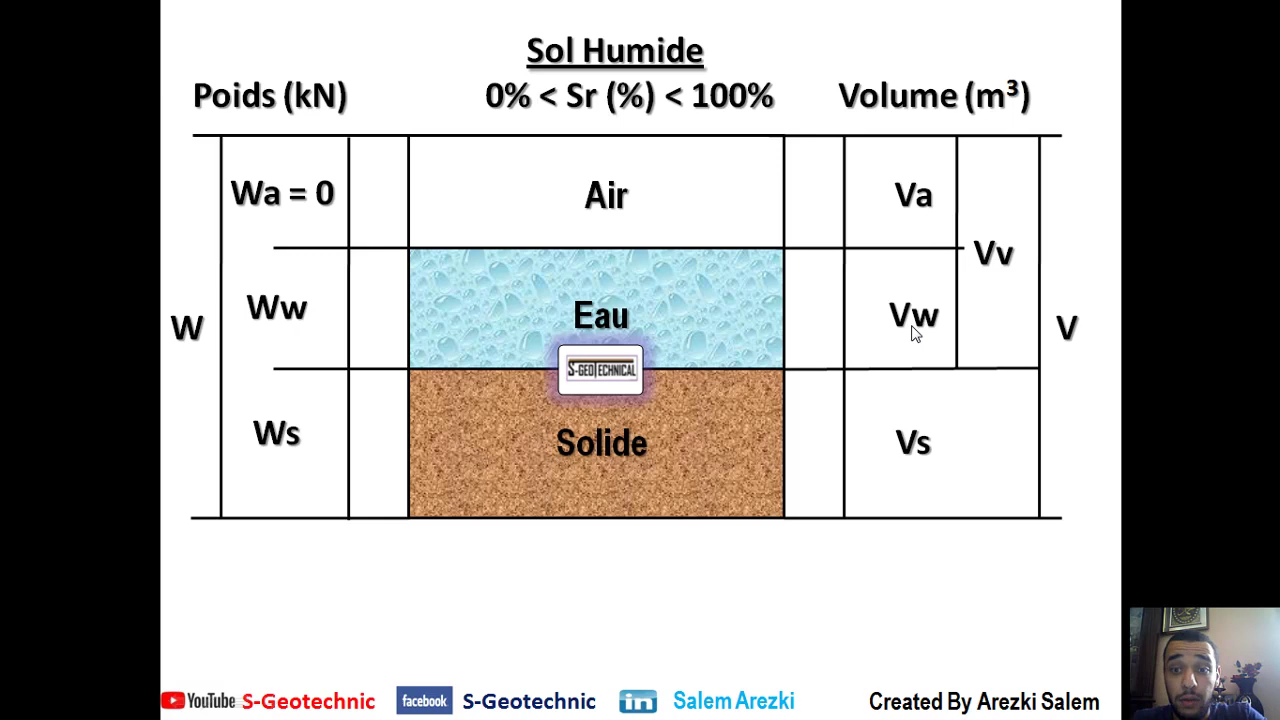 Sol Humide
Poids (kN) 0% < Sr (%) < 100% Volume (m³)
Wa = 0 Air Va
Vv
Ww Eau Vw
W V
S-GEOTECHNICAL
Ws Solide Vs
YouTube S-Geotechnic facebook S-Geotechnic in Salem Arezki Created By Arezki Salem